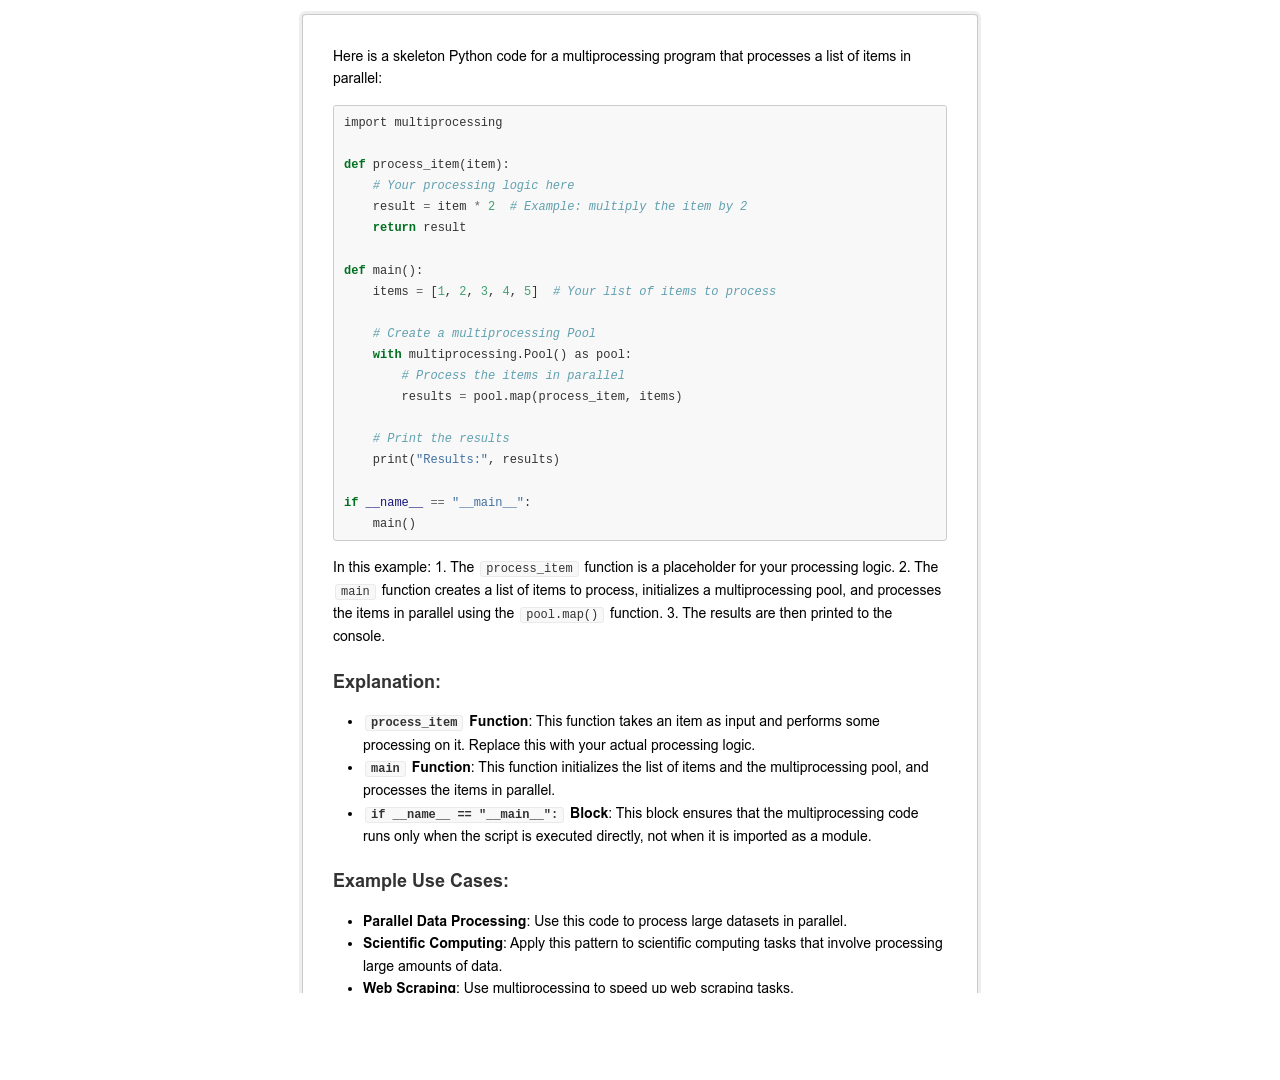 Here is a skeleton Python code for a multiprocessing program that processes a list of items in
parallel:
import multiprocessing
def process_item(item):
    # Your processing logic here
    result = item * 2  # Example: multiply the item by 2
    return result
def main():
    items = [1, 2, 3, 4, 5]  # Your list of items to process
    # Create a multiprocessing Pool
    with multiprocessing.Pool() as pool:
        # Process the items in parallel
        results = pool.map(process_item, items)
    # Print the results
    print("Results:", results)
if __name__ == "__main__":
    main()
In this example: 1. The process_item function is a placeholder for your processing logic. 2. The
main function creates a list of items to process, initializes a multiprocessing pool, and processes
the items in parallel using the pool.map() function. 3. The results are then printed to the
console.
Explanation:
• process_item Function: This function takes an item as input and performs some
processing on it. Replace this with your actual processing logic.
• main Function: This function initializes the list of items and the multiprocessing pool, and
processes the items in parallel.
• if __name__ == "__main__": Block: This block ensures that the multiprocessing code
runs only when the script is executed directly, not when it is imported as a module.
Example Use Cases:
• Parallel Data Processing: Use this code to process large datasets in parallel.
• Scientific Computing: Apply this pattern to scientific computing tasks that involve processing
large amounts of data.
• Web Scraping: Use multiprocessing to speed up web scraping tasks.